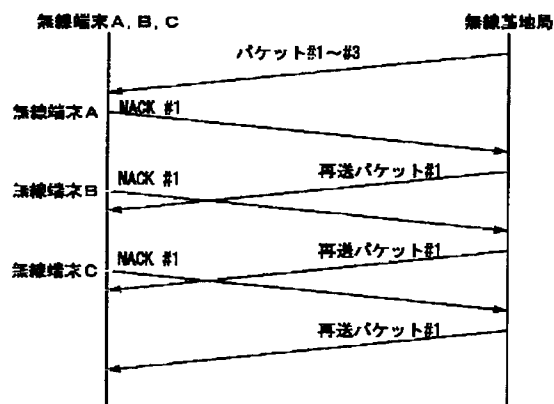 無線端末A, B, C
無線基地局
パケット#1～#3
無線端末A
NACK #1
再送パケット#1
無線端末B
NACK #1
再送パケット#1
無線端末C
NACK #1
再送パケット#1